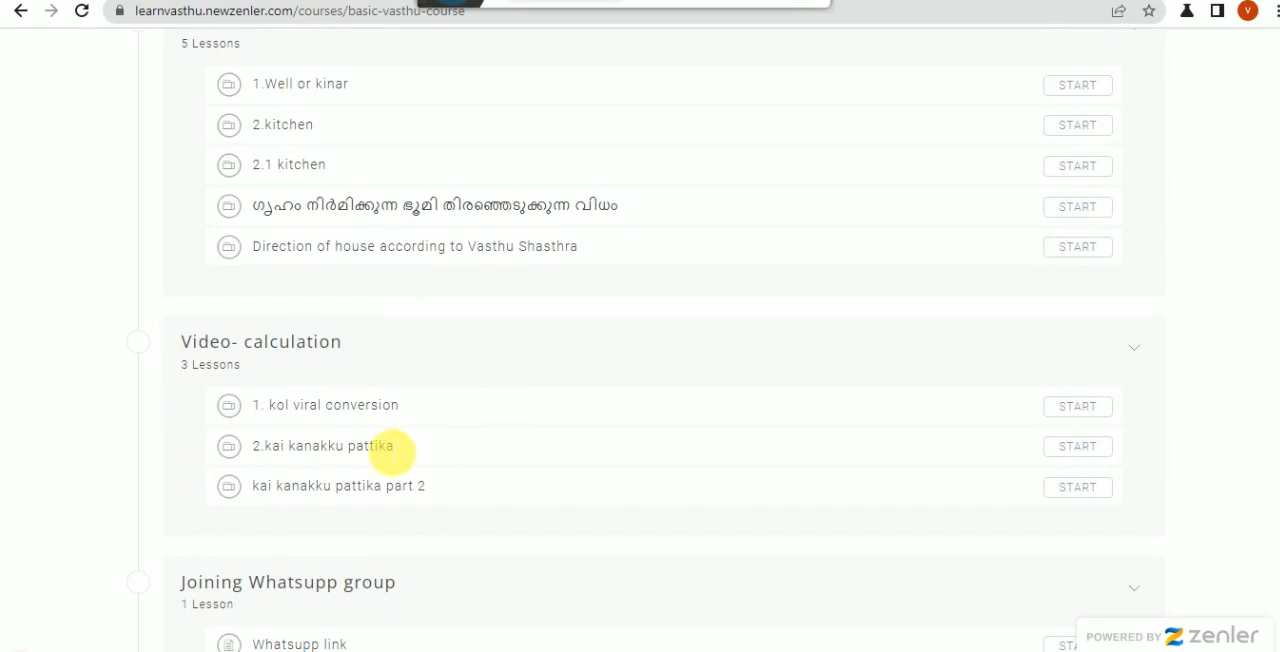 learnvasthu.newzenler.com/courses/basic-vasthu-course
V
5 Lessons
1.Well or kinar
START
2.kitchen
START
2.1 kitchen
START
ഗൃഹം നിർമിക്കുന്ന ഭൂമി തിരഞ്ഞെടുക്കുന്ന വിധം
START
Direction of house according to Vasthu Shasthra
START
Video- calculation
3 Lessons
1. kol viral conversion
START
2.kai kanakku pattika
START
kai kanakku pattika part 2
START
Joining Whatsupp group
1 Lesson
Whatsupp link
POWERED BY zenler